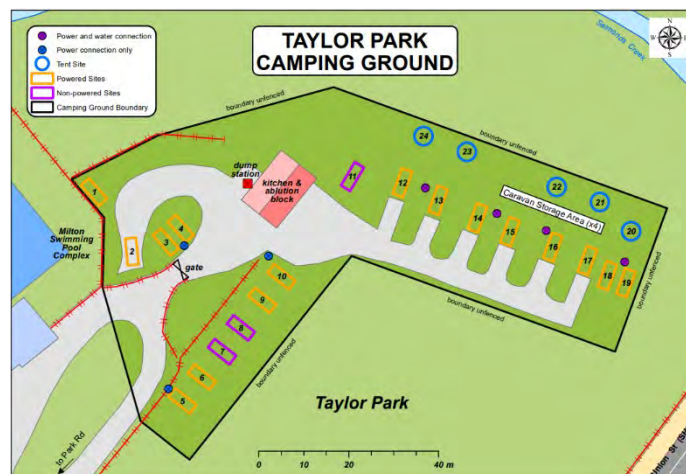 TAYLOR PARK
CAMPING GROUND
Power and water connection
Power connection only
Tent Site
Powered Sites
Non-powered Sites
Camping Ground Boundary
N
W
E
S
boundary unfenced
24
23
boundary unfenced
dump
station
kitchen &
ablution
block
11
12
13
22
21
20
Caravan Storage Area (x4)
1
14
15
16
17
18
19
4
3
2
Milton
Swimming
Pool
Complex
gate
boundary unfenced
boundary unfenced
10
9
8
7
6
5
boundary unfenced
Taylor Park
to Park Rd
0
20
40 m